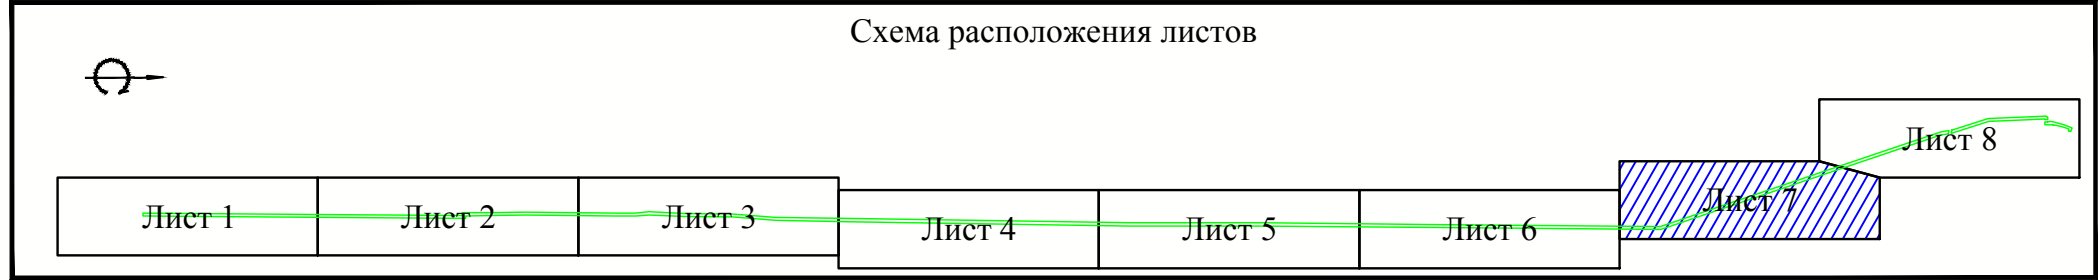 Схема расположения листов
Лист 1
Лист 2
Лист 3
Лист 4
Лист 5
Лист 6
Лист 7
Лист 8